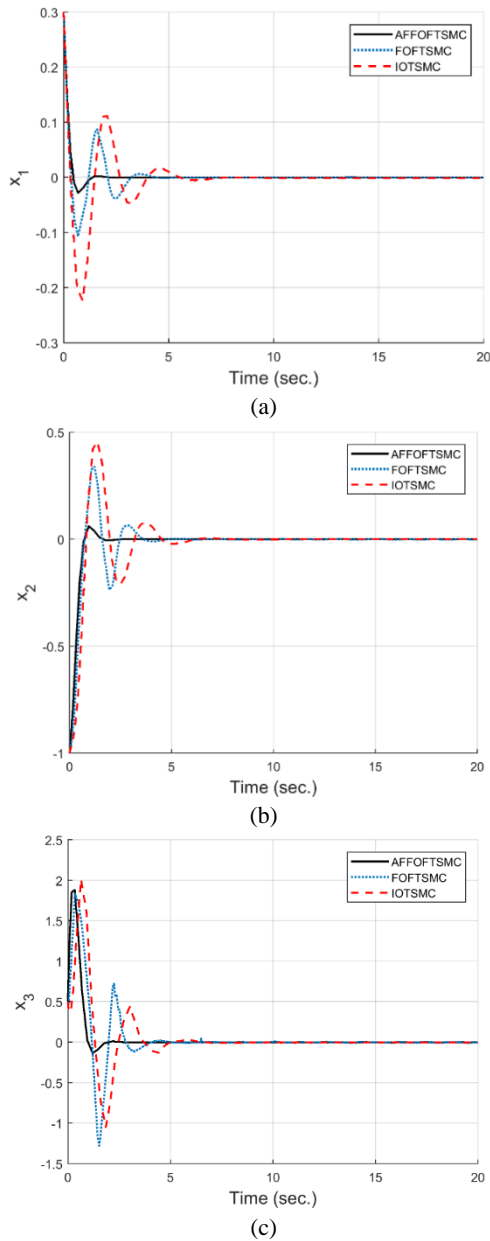 0.3
0.2
0.1
0
-0.1
-0.2
-0.3
x1
AFFOFTSMC
FOFTSMC
IOTSMC
0 5 10 15 20
Time (sec.)
(a)
0.5
0
-0.5
-1
x2
AFFOFTSMC
FOFTSMC
IOTSMC
0 5 10 15 20
Time (sec.)
(b)
2.5
2
1.5
1
0.5
0
-0.5
-1
-1.5
x3
AFFOFTSMC
FOFTSMC
IOTSMC
0 5 10 15 20
Time (sec.)
(c)